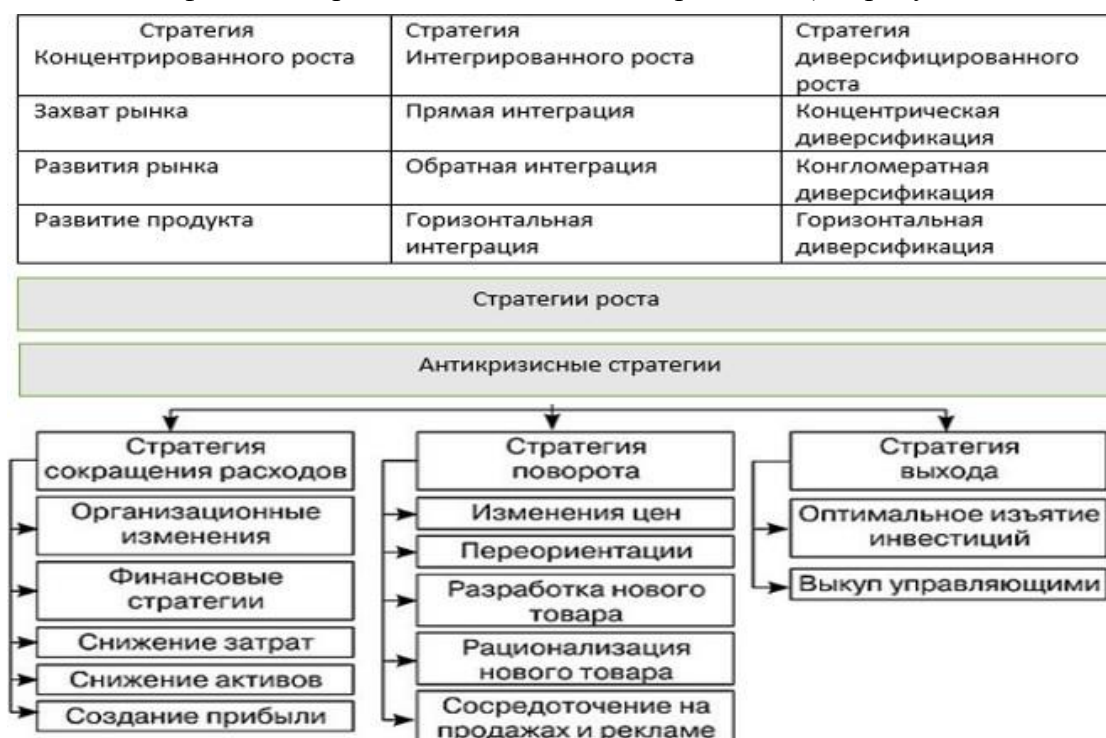 Стратегия
Концентрированного роста
Стратегия
Интегрированного роста
Стратегия
диверсифицированного
роста
Захват рынка
Прямая интеграция
Концентрическая
диверсификация
Развития рынка
Обратная интеграция
Конгломератная
диверсификация
Развитие продукта
Горизонтальная
интеграция
Горизонтальная
диверсификация
Стратегии роста
Антикризисные стратегии
Стратегия
сокращения расходов
Организационные
изменения
Финансовые
стратегии
Снижение затрат
Снижение активов
Создание прибыли
Стратегия
поворота
Изменения цен
Переориентации
Разработка нового
товара
Рационализация
нового товара
Сосредоточение на
продажах и рекламе
Стратегия
выхода
Оптимальное изъятие
инвестиций
Выкуп управляющими